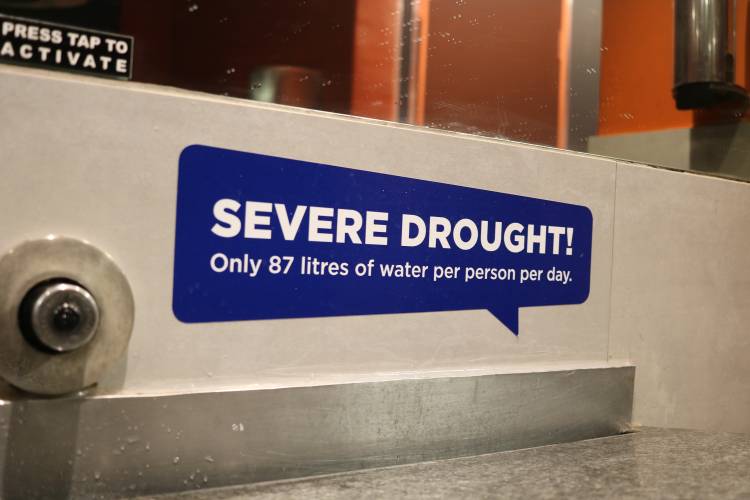 PRESS TAP TO
ACTIVATE
SEVERE DROUGHT!
Only 87 litres of water per person per day.